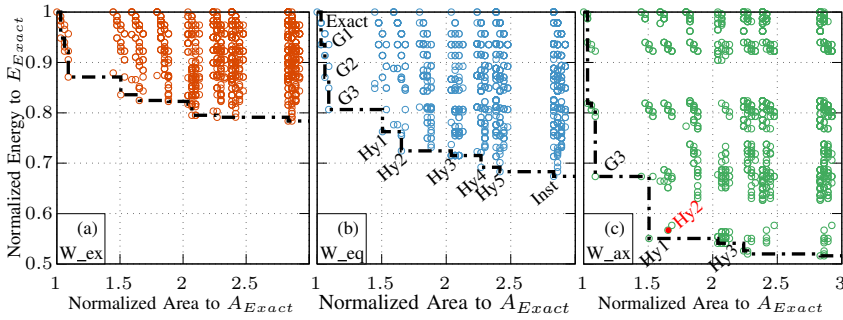 Normalized Energy to E_Exact
1
0.9
0.8
0.7
0.6
0.5
(a)
W_ex
1
1.5
2
2.5
Normalized Area to A_Exact
Exact
G1
G2
G3
Hy1
Hy2
Hy3
Hy4
Hy5
Inst
(b)
W_eq
1
1.5
2
2.5
Normalized Area to A_Exact
G3
Hy1
Hy2
Hy3
(c)
W_ax
1
1.5
2
2.5
3
Normalized Area to A_Exact